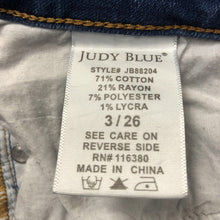 JUDY BLUE®
STYLE# JB88204
71% COTTON
21% RAYON
7% POLYESTER
1% LYCRA
3 / 26
SEE CARE ON
REVERSE SIDE
RN# 116380
MADE IN CHINA